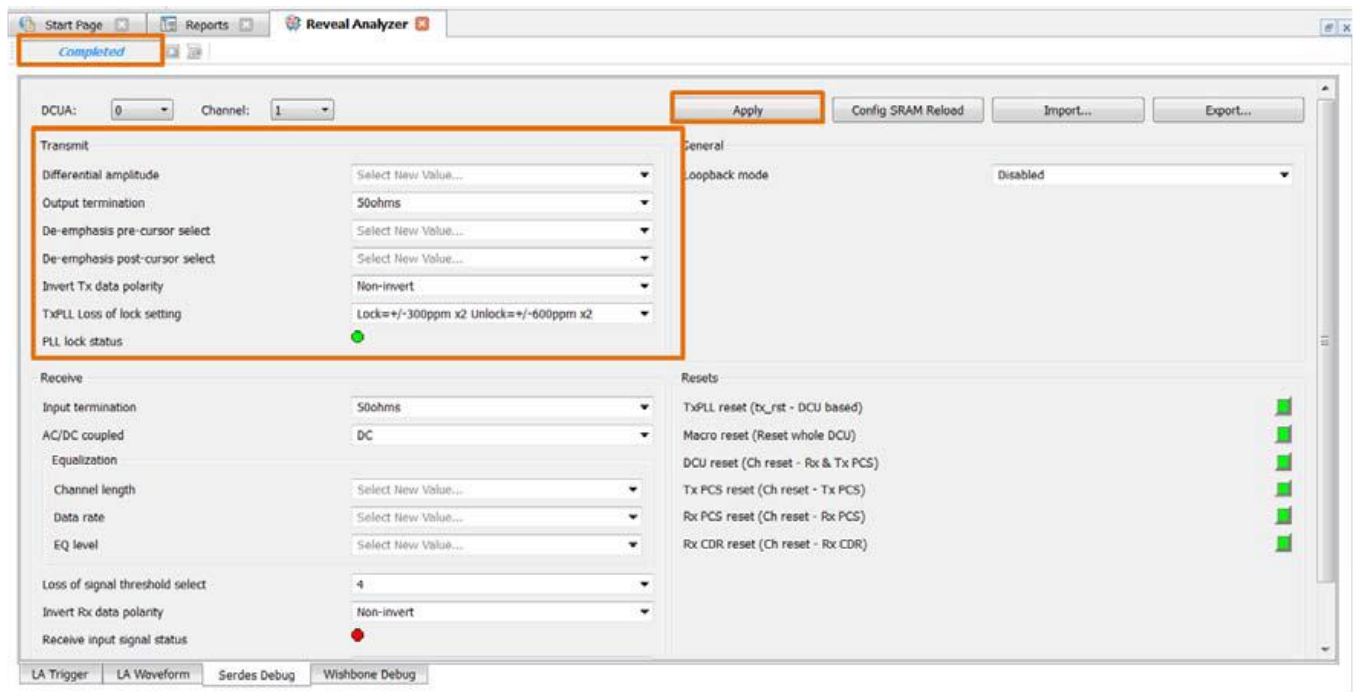 Start Page
Reports
Reveal Analyzer
Completed
DCUA: 0 Channel: 1
Apply
Config SRAM Reload
Import...
Export...
Transmit
Differential amplitude Select New Value...
Output termination 50ohms
De-emphasis pre-cursor select Select New Value...
De-emphasis post-cursor select Select New Value...
Invert Tx data polarity Non-invert
TxPLL Loss of lock setting Lock=+/-300ppm x2 Unlock=+/-600ppm x2
PLL lock status
General
Loopback mode Disabled
Receive
Input termination 50ohms
AC/DC coupled DC
Equalization
Channel length Select New Value...
Data rate Select New Value...
EQ level Select New Value...
Loss of signal threshold select 4
Invert Rx data polarity Non-invert
Receive input signal status
Resets
TxPLL reset (tx_rst - DCU based)
Macro reset (Reset whole DCU)
DCU reset (Ch reset - Rx & Tx PCS)
Tx PCS reset (Ch reset - Tx PCS)
Rx PCS reset (Ch reset - Rx PCS)
Rx CDR reset (Ch reset - Rx CDR)
LA Trigger
LA Waveform
Serdes Debug
Wishbone Debug